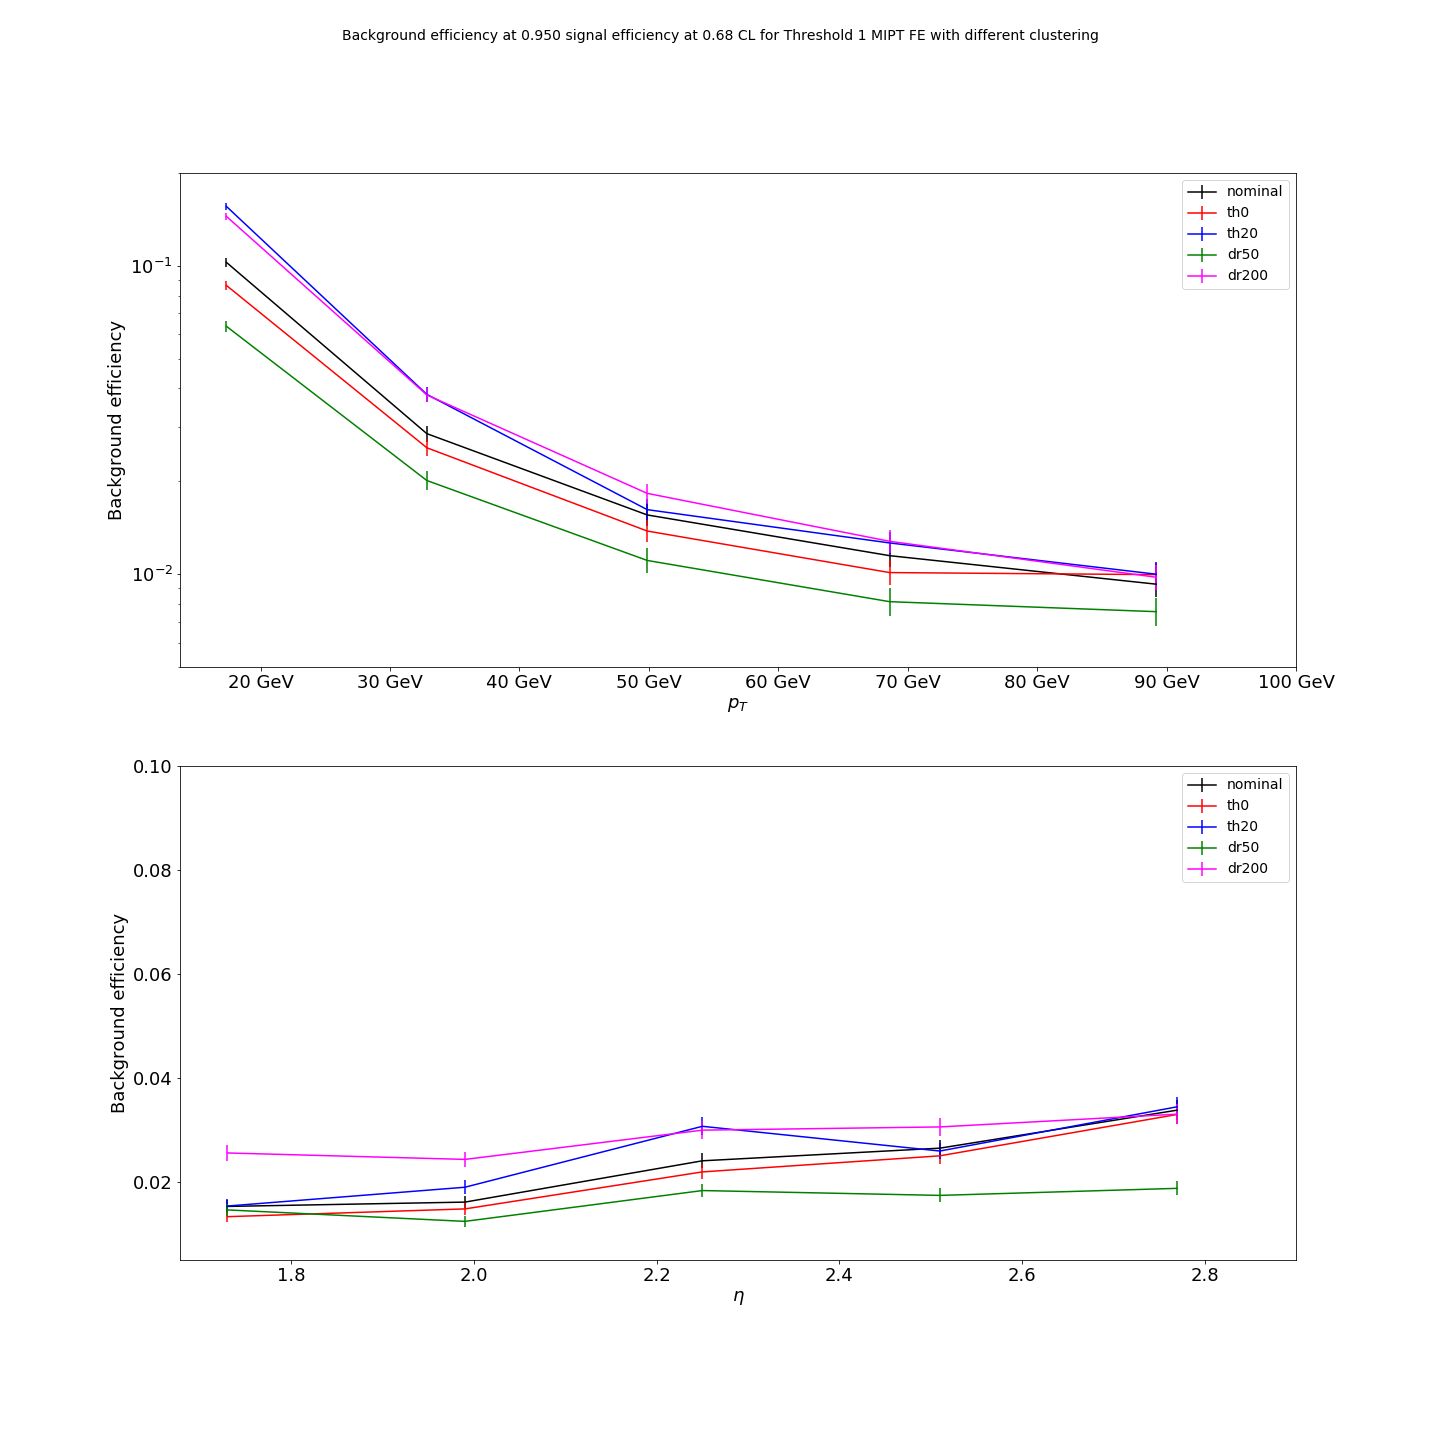 Background efficiency at 0.950 signal efficiency at 0.68 CL for Threshold 1 MIPT FE with different clustering
nominal
th0
th20
dr50
dr200
10⁻¹
10⁻²
Background efficiency
20 GeV 30 GeV 40 GeV 50 GeV 60 GeV 70 GeV 80 GeV 90 GeV 100 GeV
p_T
nominal
th0
th20
dr50
dr200
0.10
0.08
0.06
0.04
0.02
Background efficiency
1.8 2.0 2.2 2.4 2.6 2.8
η